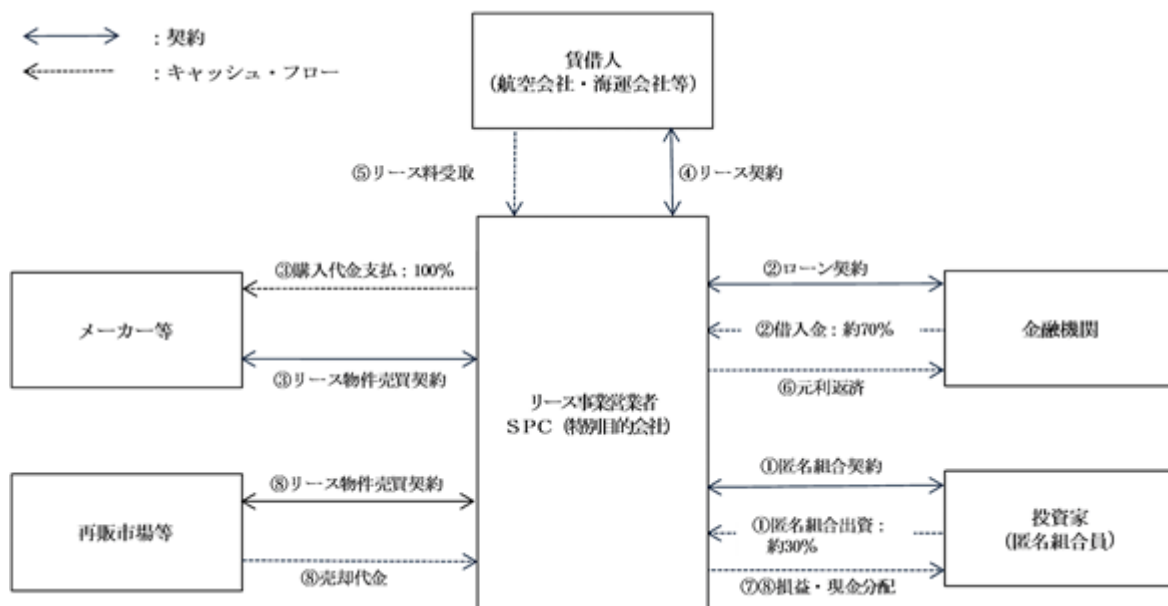 ：契約
：キャッシュ・フロー
賃借人
（航空会社・海運会社等）
⑤リース料受取
④リース契約
③購入代金支払：100%
メーカー等
③リース物件売買契約
②ローン契約
②借入金：約70%
金融機関
⑥元利返済
リース事業営業者
ＳＰＣ（特別目的会社）
⑧リース物件売買契約
再販市場等
⑧売却代金
①匿名組合契約
①匿名組合出資：
約30%
投資家
（匿名組合員）
⑦⑧損益・現金分配